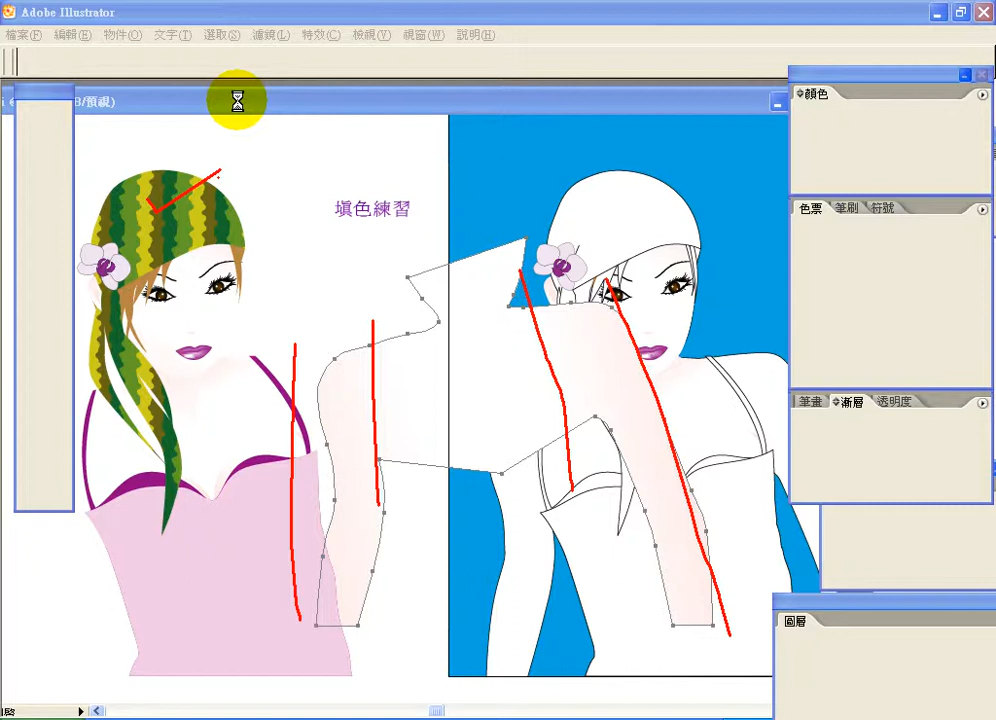 Adobe Illustrator
檔案(F) 編輯(E) 物件(O) 文字(T) 選取(S) 濾鏡(L) 特效(C) 檢視(V) 視窗(W) 說明(H)
/預視)
顏色
填色練習
色票 筆刷 符號
筆畫 漸層 透明度
圖層